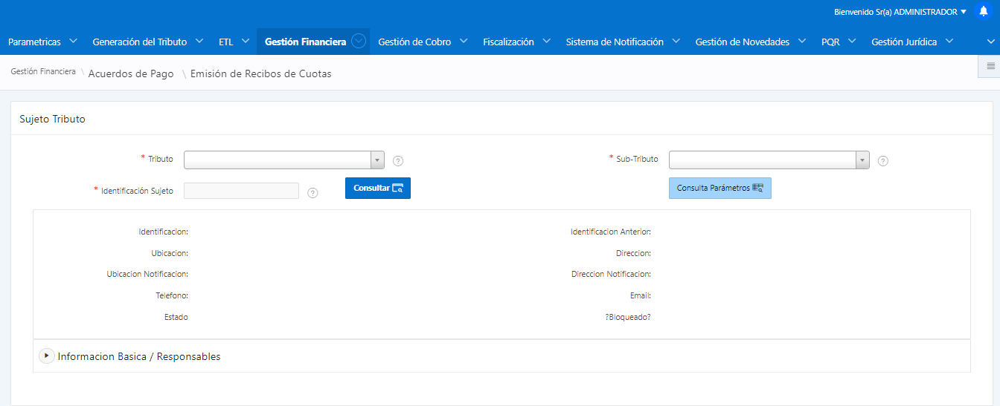 Bienvenido Sr(a) ADMINISTRADOR
Parametricas Generación del Tributo ETL Gestión Financiera Gestión de Cobro Fiscalización Sistema de Notificación Gestión de Novedades PQR Gestión Jurídica
Gestión Financiera \ Acuerdos de Pago \ Emisión de Recibos de Cuotas
Sujeto Tributo
* Tributo ? * Sub-Tributo ?
* Identificación Sujeto ? Consultar Consulta Parámetros
Identificacion: Identificacion Anterior:
Ubicacion: Direccion:
Ubicacion Notificacion: Direccion Notificacion:
Telefono: Email:
Estado ?Bloqueado?
Informacion Basica / Responsables